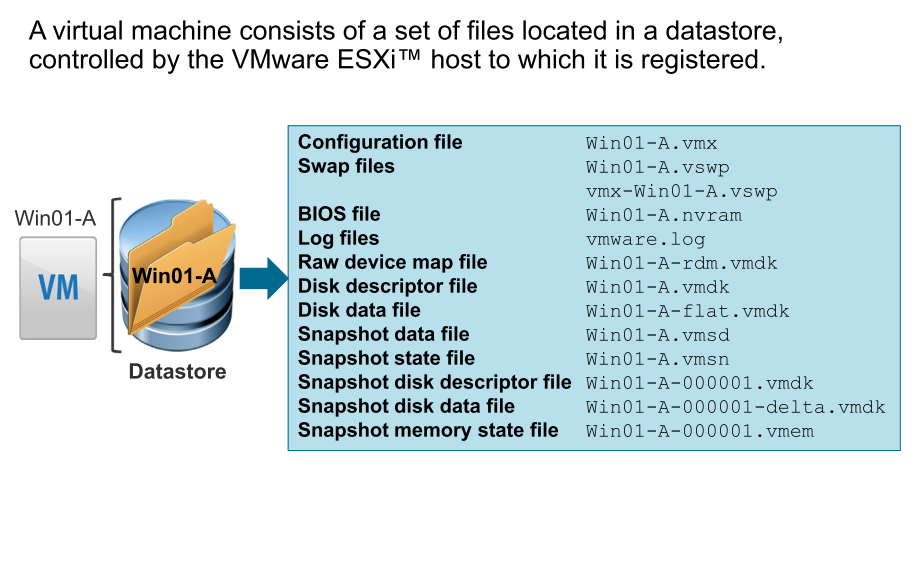 A virtual machine consists of a set of files located in a datastore,
controlled by the VMware ESXi™ host to which it is registered.
Win01-A
VM
Win01-A
Datastore
Configuration file Win01-A.vmx
Swap files Win01-A.vswp
vmx-Win01-A.vswp
BIOS file Win01-A.nvram
Log files vmware.log
Raw device map file Win01-A-rdm.vmdk
Disk descriptor file Win01-A.vmdk
Disk data file Win01-A-flat.vmdk
Snapshot data file Win01-A.vmsd
Snapshot state file Win01-A.vmsn
Snapshot disk descriptor file Win01-A-000001.vmdk
Snapshot disk data file Win01-A-000001-delta.vmdk
Snapshot memory state file Win01-A-000001.vmem